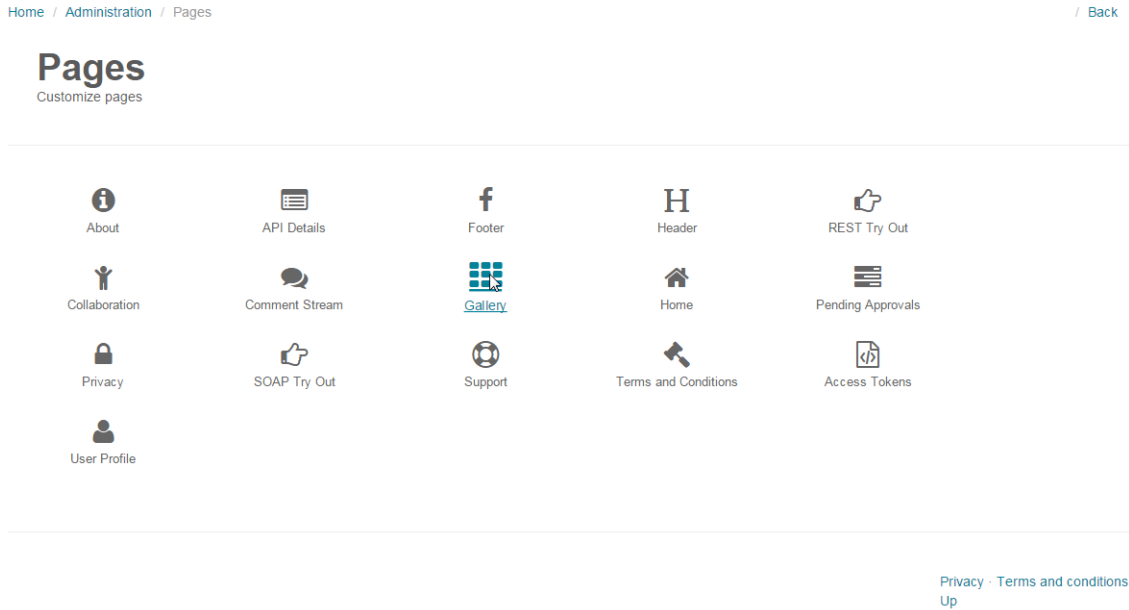 Home / Administration / Pages / Back
Pages
Customize pages
About API Details Footer Header REST Try Out
Collaboration Comment Stream Gallery Home Pending Approvals
Privacy SOAP Try Out Support Terms and Conditions Access Tokens
User Profile
Privacy · Terms and conditions
Up